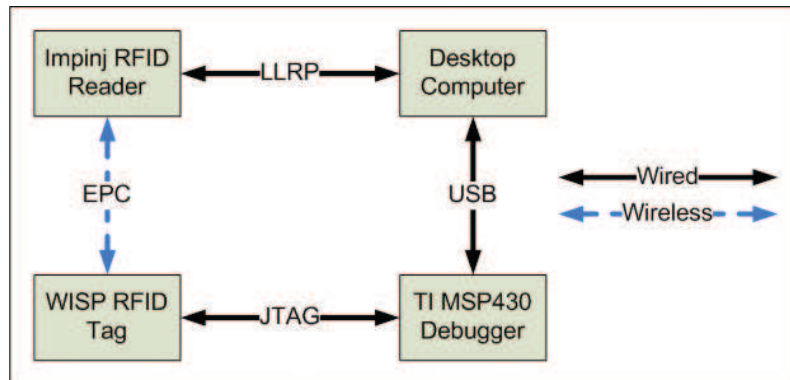 Impinj RFID
Reader
LLRP
Desktop
Computer
EPC
USB
Wired
Wireless
WISP RFID
Tag
JTAG
TI MSP430
Debugger